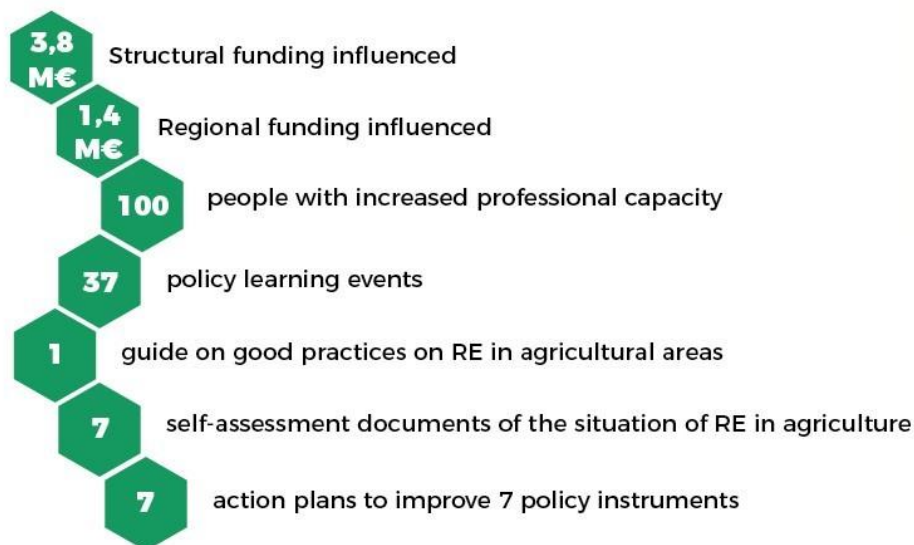 3,8
M€
Structural funding influenced
1,4
M€
Regional funding influenced
100
people with increased professional capacity
37
policy learning events
1
guide on good practices on RE in agricultural areas
7
self-assessment documents of the situation of RE in agriculture
7
action plans to improve 7 policy instruments